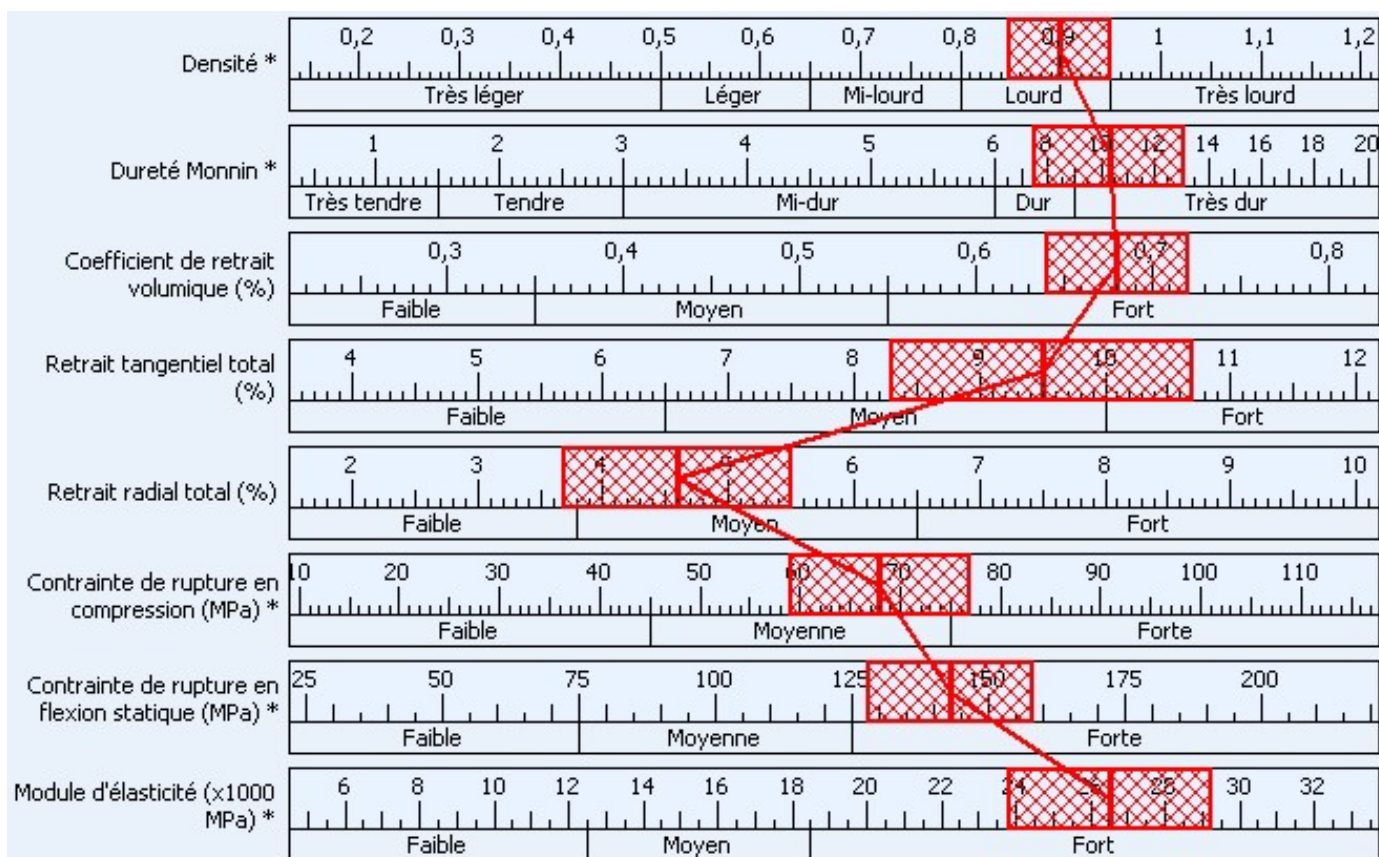 0,2 0,3 0,4 0,5 0,6 0,7 0,8 0,9 1 1,1 1,2
Densité *
Très léger Léger Mi-lourd Lourd Très lourd
1 2 3 4 5 6 8 10 12 14 16 18 20
Dureté Monnin *
Très tendre Tendre Mi-dur Dur Très dur
0,3 0,4 0,5 0,6 0,7 0,8
Coefficient de retrait
volumique (%)
Faible Moyen Fort
4 5 6 7 8 9 10 11 12
Retrait tangentiel total
(%)
Faible Moyen Fort
2 3 4 5 6 7 8 9 10
Retrait radial total (%)
Faible Moyen Fort
10 20 30 40 50 60 70 80 90 100 110
Contrainte de rupture en
compression (MPa) *
Faible Moyenne Forte
25 50 75 100 125 150 175 200
Contrainte de rupture en
flexion statique (MPa) *
Faible Moyenne Forte
6 8 10 12 14 16 18 20 22 24 26 28 30 32
Module d'élasticité (x1000
MPa) *
Faible Moyen Fort